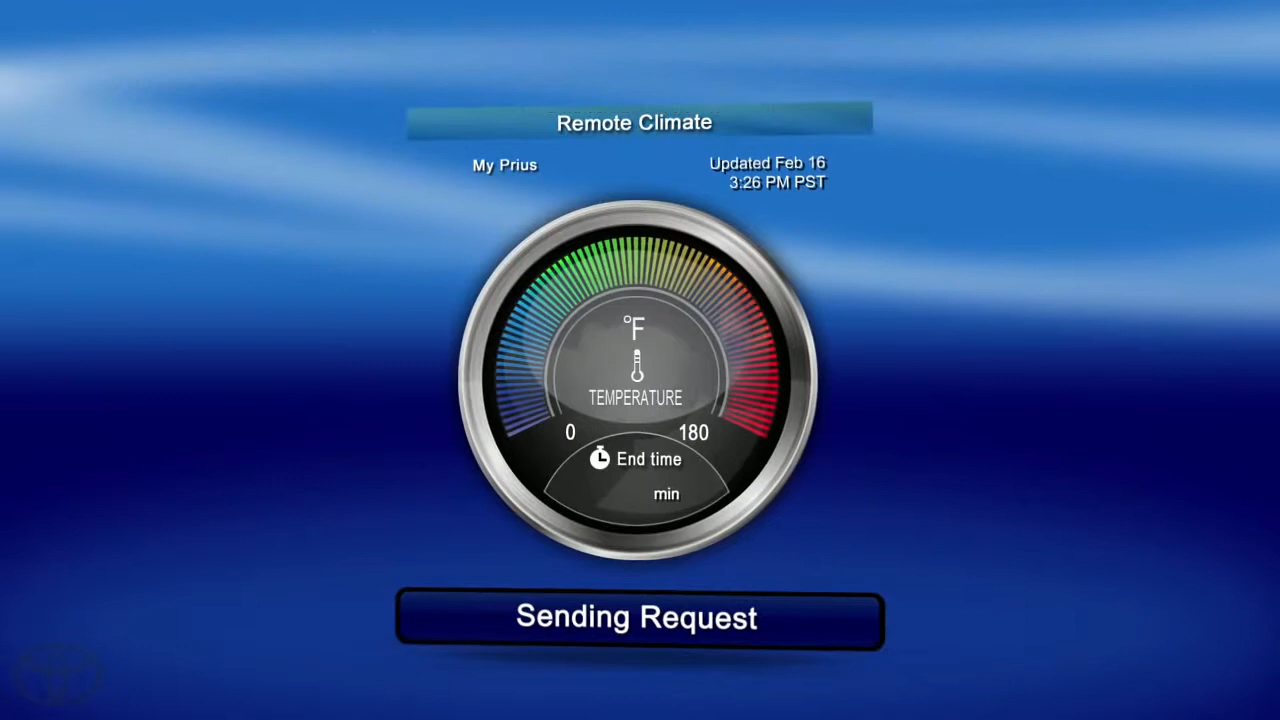 Remote Climate
My Prius
Updated Feb 16
3:26 PM PST
°F
TEMPERATURE
0
180
End time
min
Sending Request